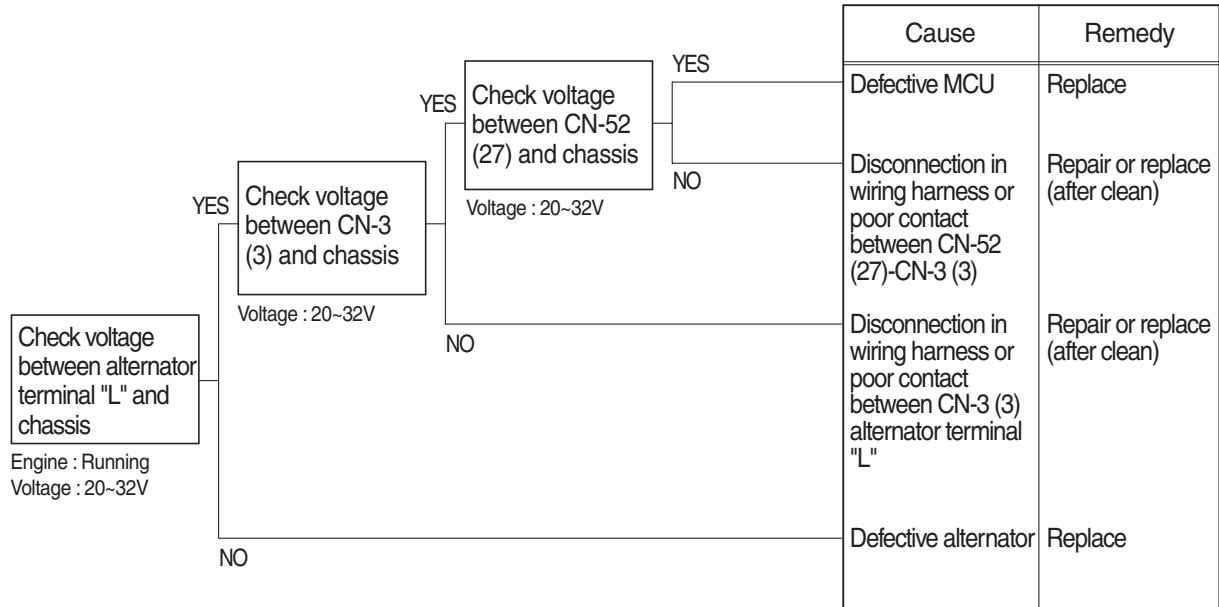 Check voltage
between alternator
terminal "L" and
chassis
Engine : Running
Voltage : 20~32V
YES
NO
Check voltage
between CN-3
(3) and chassis
Voltage : 20~32V
YES
NO
Check voltage
between CN-52
(27) and chassis
Voltage : 20~32V
YES
NO
Cause
Remedy
Defective MCU
Replace
Disconnection in
wiring harness or
poor contact
between CN-52
(27)-CN-3 (3)
Repair or replace
(after clean)
Disconnection in
wiring harness or
poor contact
between CN-3 (3)
alternator terminal
"L"
Repair or replace
(after clean)
Defective alternator
Replace